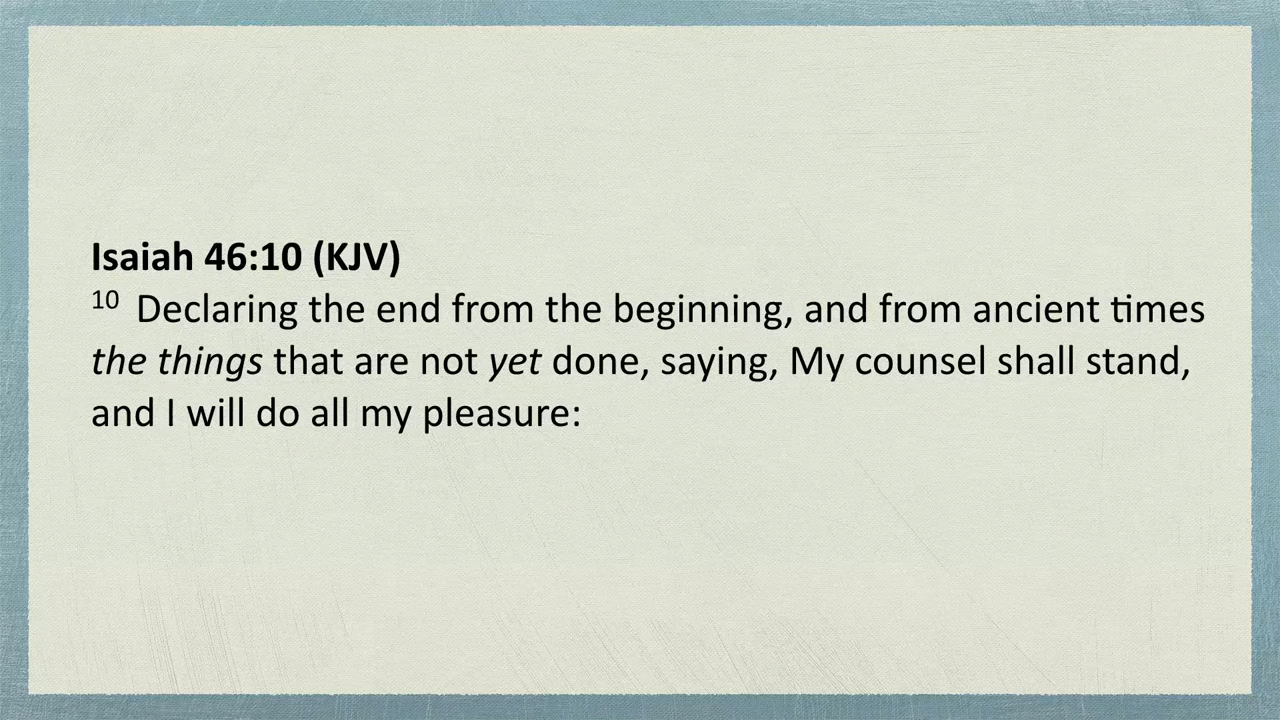 Isaiah 46:10 (KJV)
10 Declaring the end from the beginning, and from ancient times
the things that are not yet done, saying, My counsel shall stand,
and I will do all my pleasure: